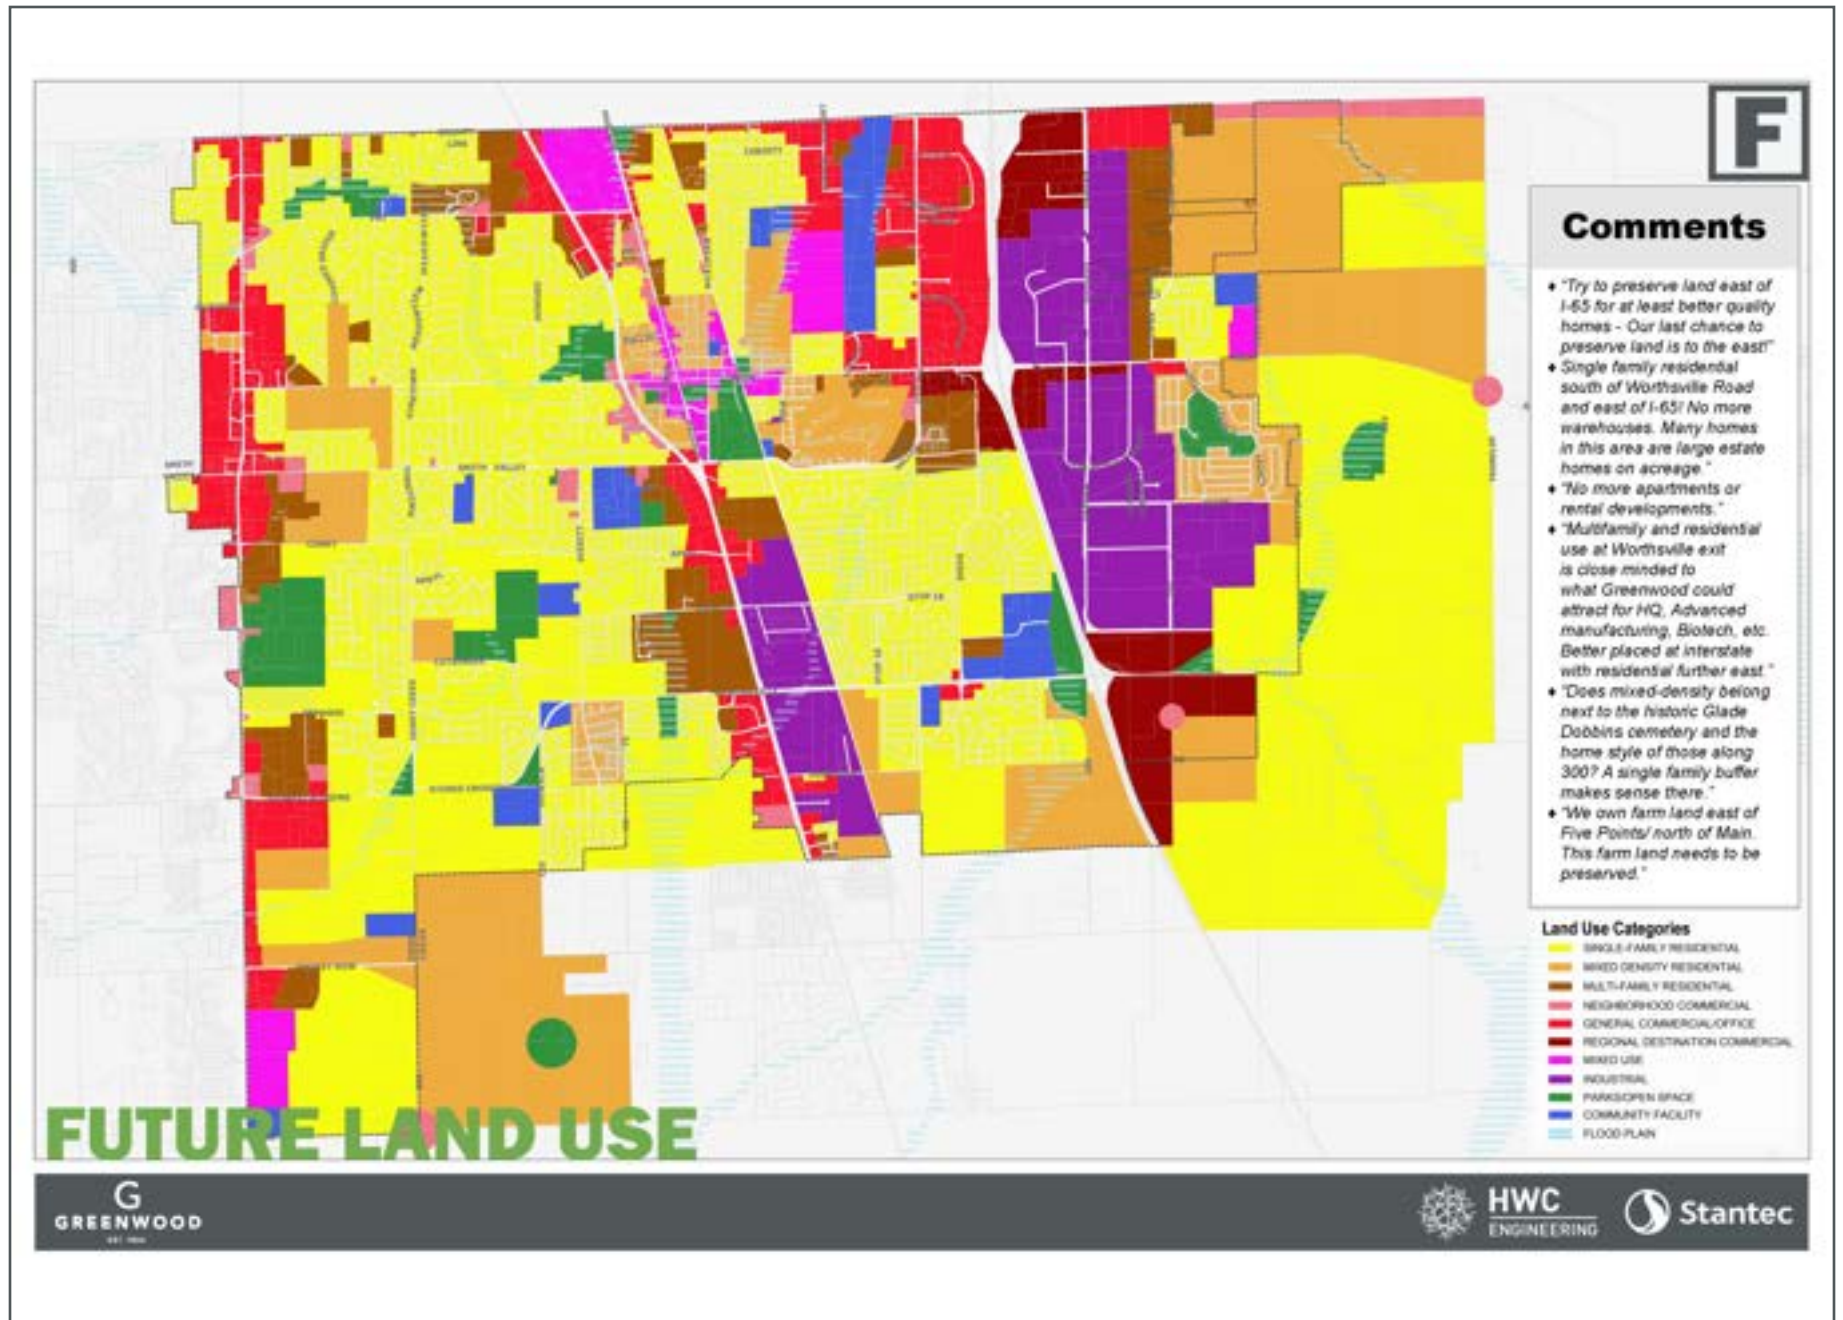 F
Comments
♦ "Try to preserve land east of
I-65 for at least better quality
homes - Our last chance to
preserve land is to the east!"
♦ Single family residential
south of Worthsville Road
and east of I-65! No more
warehouses. Many homes
in this area are large estate
homes on acreage."
♦ "No more apartments or
rental developments."
♦ "Multifamily and residential
use at Worthsville exit
is close minded to
what Greenwood could
attract for HQ, Advanced
manufacturing, Biotech, etc.
Better placed at interstate
with residential further east."
♦ "Does mixed-density belong
next to the historic Glade
Dobbins cemetery and the
home style of those along
300? A single family buffer
makes sense there."
♦ "We own farm land east of
Five Points/ north of Main.
This farm land needs to be
preserved."
Land Use Categories
SINGLE-FAMILY RESIDENTIAL
MIXED DENSITY RESIDENTIAL
MULTI-FAMILY RESIDENTIAL
NEIGHBORHOOD COMMERCIAL
GENERAL COMMERCIAL/OFFICE
REGIONAL DESTINATION COMMERCIAL
MIXED USE
INDUSTRIAL
PARKS/OPEN SPACE
COMMUNITY FACILITY
FLOOD PLAIN
SMITH VALLEY
STOP 18
FUTURE LAND USE
G
GREENWOOD
HWC
ENGINEERING
Stantec